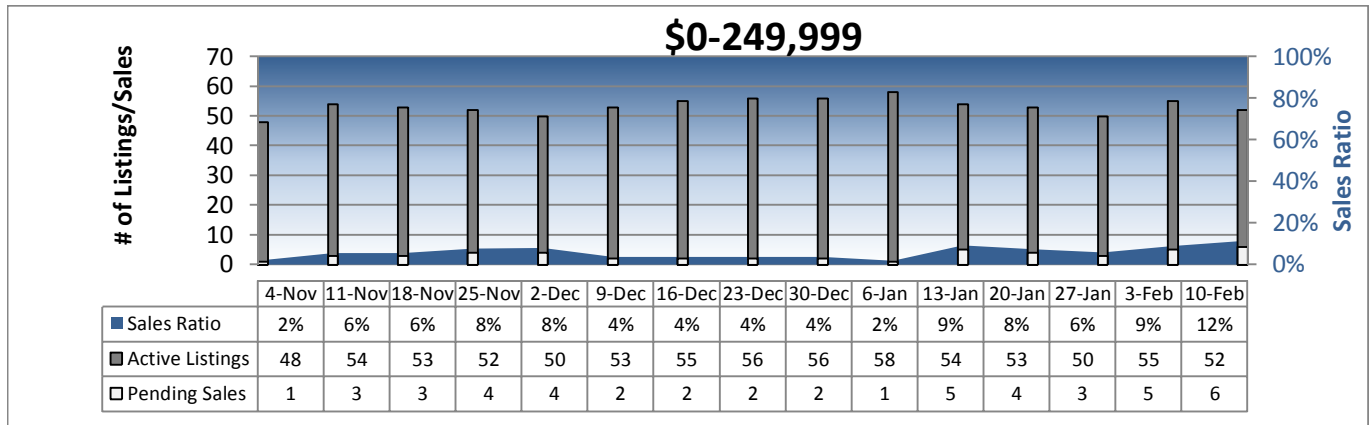 $0-249,999
# of Listings/Sales
70
60
50
40
30
20
10
0
100%
80%
60%
40%
20%
0%
Sales Ratio
4-Nov 11-Nov 18-Nov 25-Nov 2-Dec 9-Dec 16-Dec 23-Dec 30-Dec 6-Jan 13-Jan 20-Jan 27-Jan 3-Feb 10-Feb
Sales Ratio 2% 6% 6% 8% 8% 4% 4% 4% 4% 2% 9% 8% 6% 9% 12%
Active Listings 48 54 53 52 50 53 55 56 56 58 54 53 50 55 52
Pending Sales 1 3 3 4 4 2 2 2 2 1 5 4 3 5 6